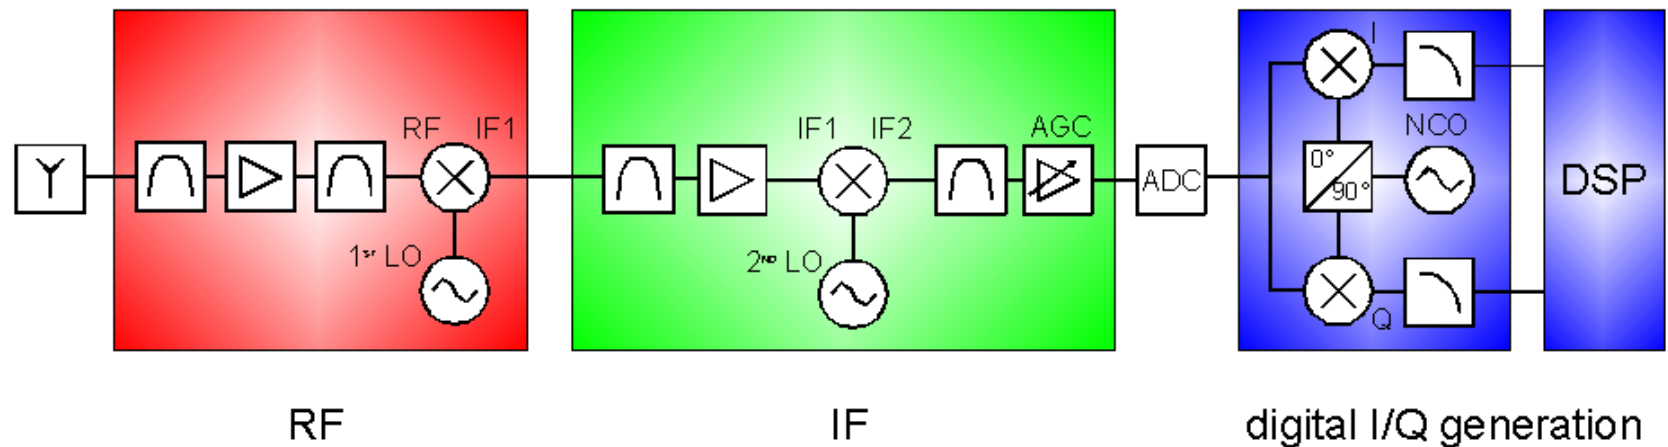 RF IF1
1ST LO
RF
IF1 IF2
AGC
2ND LO
IF
ADC
I
NCO
0°
90°
Q
digital I/Q generation
DSP